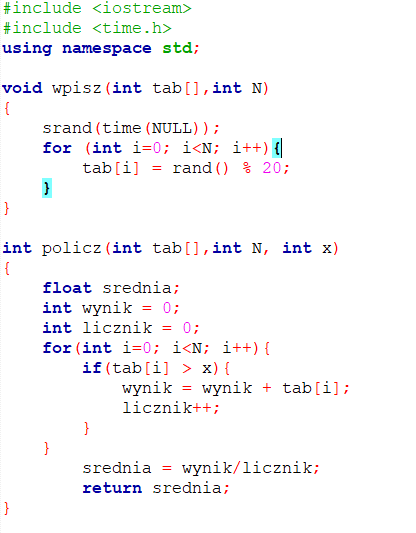 #include <iostream>
#include <time.h>
using namespace std;

void wpisz(int tab[],int N)
{
    srand(time(NULL));
    for (int i=0; i<N; i++){
        tab[i] = rand() % 20;
    }
}

int policz(int tab[],int N, int x)
{
    float srednia;
    int wynik = 0;
    int licznik = 0;
    for(int i=0; i<N; i++){
        if(tab[i] > x){
            wynik = wynik + tab[i];
            licznik++;
        }
    }
        srednia = wynik/licznik;
        return srednia;
}